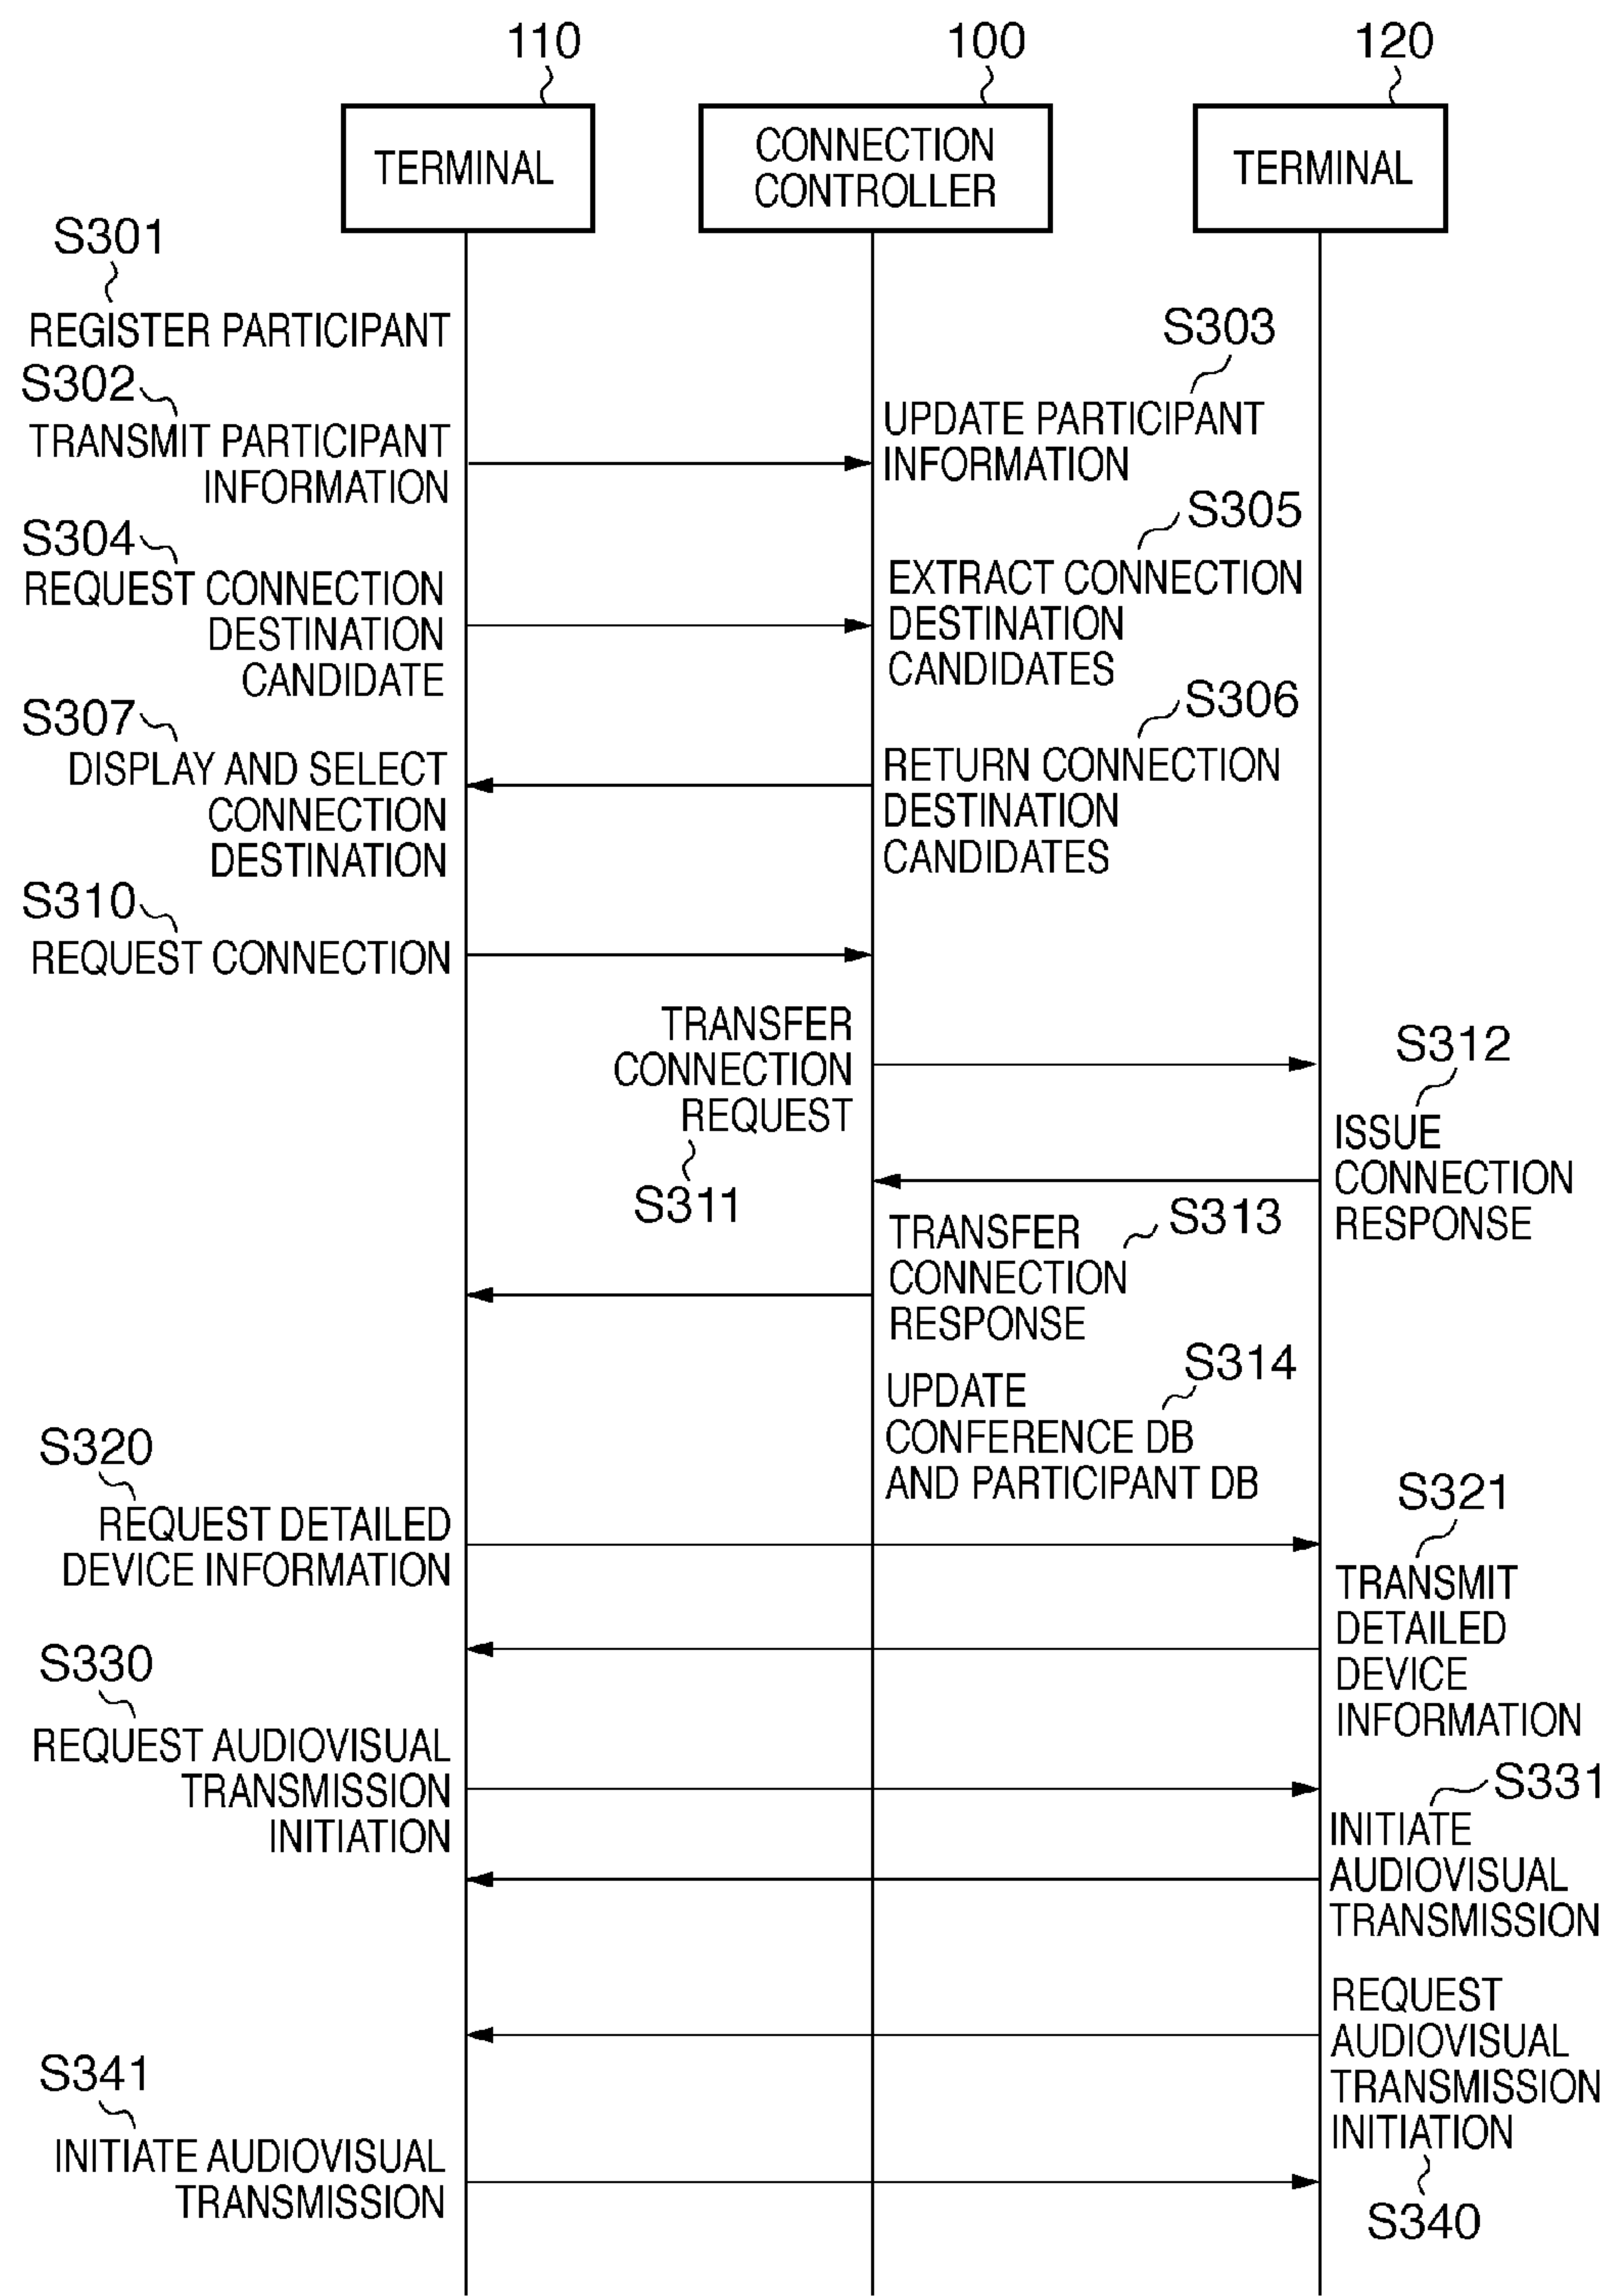 110
100
120
TERMINAL
CONNECTION
CONTROLLER
TERMINAL
S301
REGISTER PARTICIPANT
S302
TRANSMIT PARTICIPANT
INFORMATION
S303
UPDATE PARTICIPANT
INFORMATION
S304
REQUEST CONNECTION
DESTINATION
CANDIDATE
S305
EXTRACT CONNECTION
DESTINATION
CANDIDATES
S306
RETURN CONNECTION
DESTINATION
CANDIDATES
S307
DISPLAY AND SELECT
CONNECTION
DESTINATION
S310
REQUEST CONNECTION
TRANSFER
CONNECTION
REQUEST
S311
S312
ISSUE
CONNECTION
RESPONSE
S313
TRANSFER
CONNECTION
RESPONSE
S314
UPDATE
CONFERENCE DB
AND PARTICIPANT DB
S320
REQUEST DETAILED
DEVICE INFORMATION
S321
TRANSMIT
DETAILED
DEVICE
INFORMATION
S330
REQUEST AUDIOVISUAL
TRANSMISSION
INITIATION
S331
INITIATE
AUDIOVISUAL
TRANSMISSION
REQUEST
AUDIOVISUAL
TRANSMISSION
INITIATION
S340
S341
INITIATE AUDIOVISUAL
TRANSMISSION